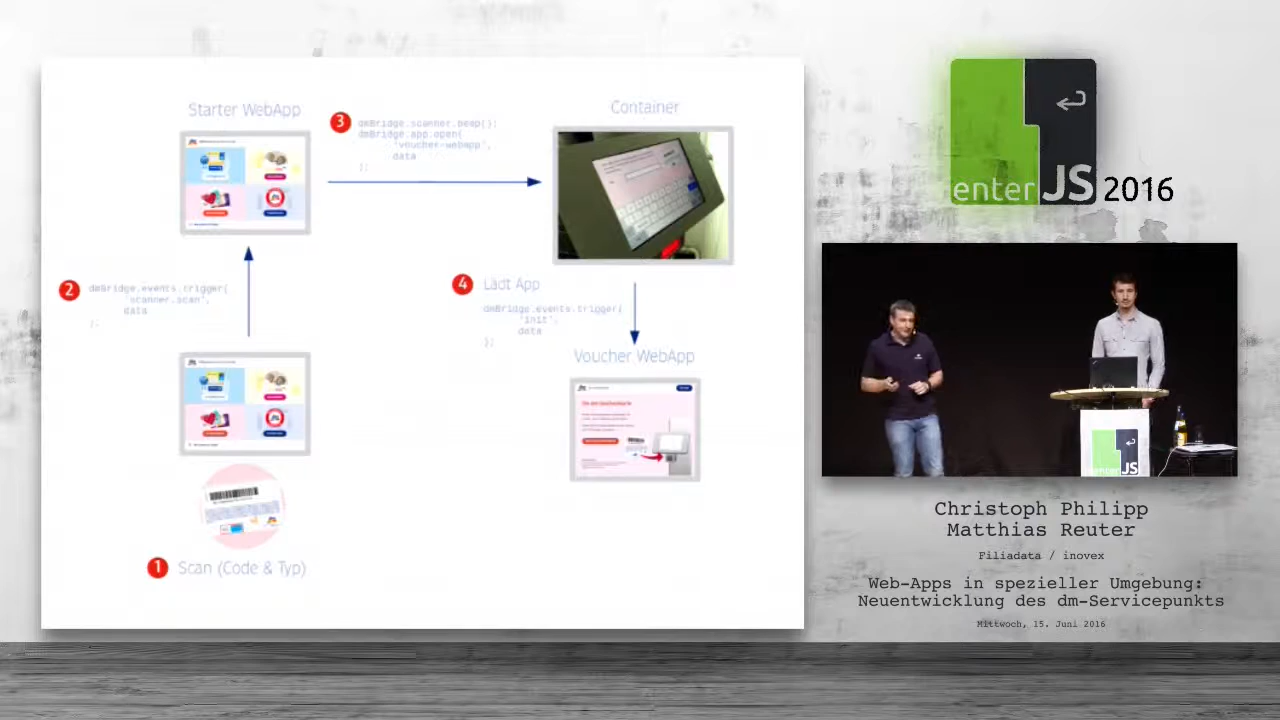 Starter WebApp
3
dmBridge.scanner.beep();
dmBridge.app.open(
'voucher-webapp',
data
);
Container
2
dmBridge.events.trigger(
'scanner.scan',
data
);
4
Lädt App
dmBridge.events.trigger(
'init',
data
);
Voucher WebApp
1
Scan (Code & Typ)
enterJS 2016
enterJS
Christoph Philipp
Matthias Reuter
Filiadata / inovex
Web-Apps in spezieller Umgebung:
Neuentwicklung des dm-Servicepunkts
Mittwoch, 15. Juni 2016